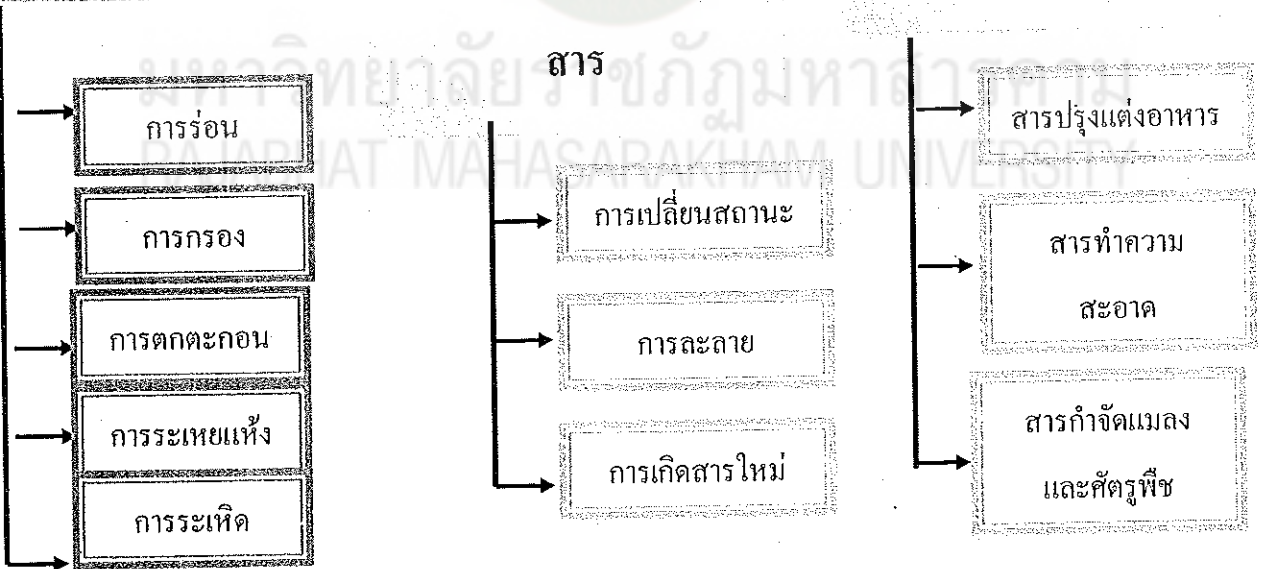 สาร
การร่อน
การกรอง
การตกตะกอน
การระเหยแห้ง
การระเหิด
การเปลี่ยนสถานะ
การละลาย
การเกิดสารใหม่
สารปรุงแต่งอาหาร
สารทำความ
สะอาด
สารกำจัดแมลง
และศัตรูพืช
มหาวิทยาลัยราชภัฏมหาสารคาม
RAJABHAT MAHASARAKHAM UNIVERSITY